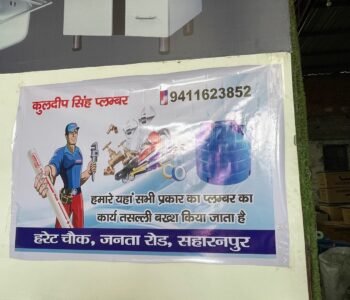 कुलदीप सिंह प्लम्बर
9411623852
हमारे यहां सभी प्रकार का प्लम्बर का
कार्य तसल्ली बख्श किया जाता है
हरेट चौक, जनता रोड, सहारनपुर